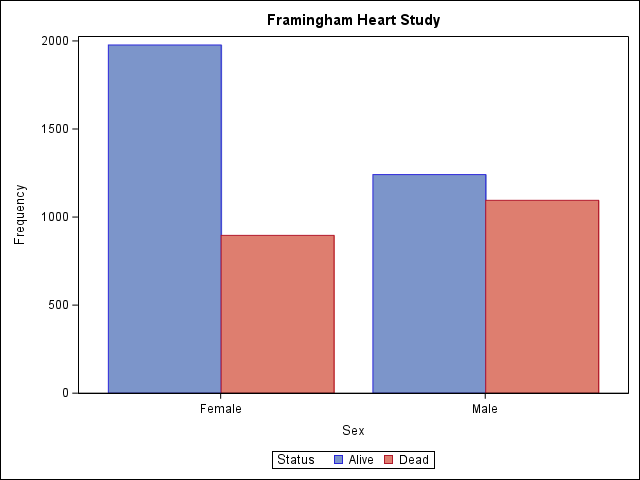 Framingham Heart Study
2000
1500
1000
500
0
Frequency
Female Male
Sex
Status Alive Dead